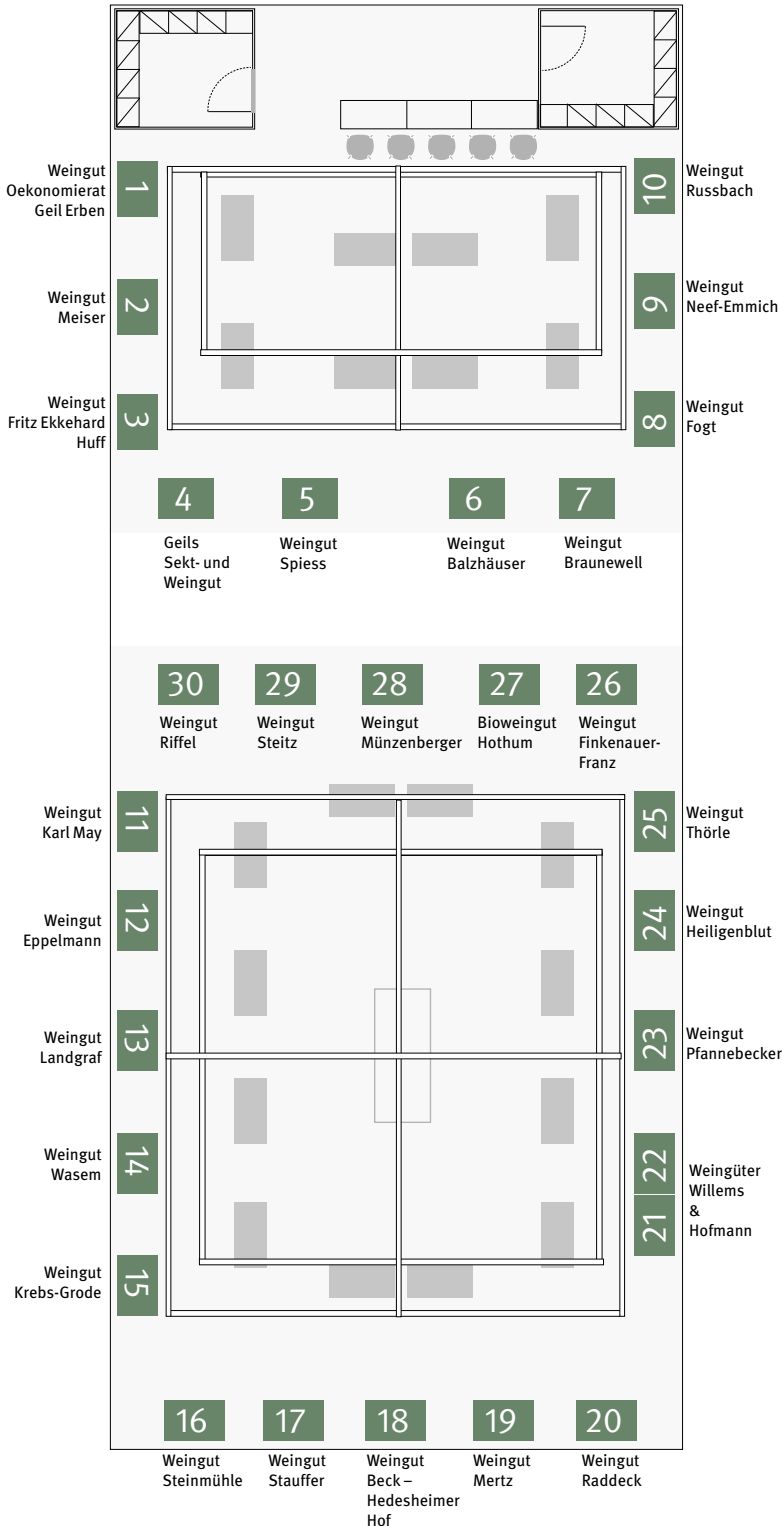 1
Weingut
Oekonomierat
Geil Erben
2
Weingut
Meiser
3
Weingut
Fritz Ekkehard
Huff
10
Weingut
Russbach
9
Weingut
Neef-Emmich
8
Weingut
Fogt
4
Geils
Sekt- und
Weingut
5
Weingut
Spiess
6
Weingut
Balzhäuser
7
Weingut
Braunewell
30
Weingut
Riffel
29
Weingut
Steitz
28
Weingut
Münzenberger
27
Bioweingut
Hothum
26
Weingut
Finkenauer-
Franz
11
Weingut
Karl May
12
Weingut
Eppelmann
13
Weingut
Landgraf
14
Weingut
Wasem
15
Weingut
Krebs-Grode
25
Weingut
Thörle
24
Weingut
Heiligenblut
23
Weingut
Pfannebecker
22
21
Weingüter
Willems
&
Hofmann
16
Weingut
Steinmühle
17
Weingut
Stauffer
18
Weingut
Beck –
Hedesheimer
Hof
19
Weingut
Mertz
20
Weingut
Raddeck